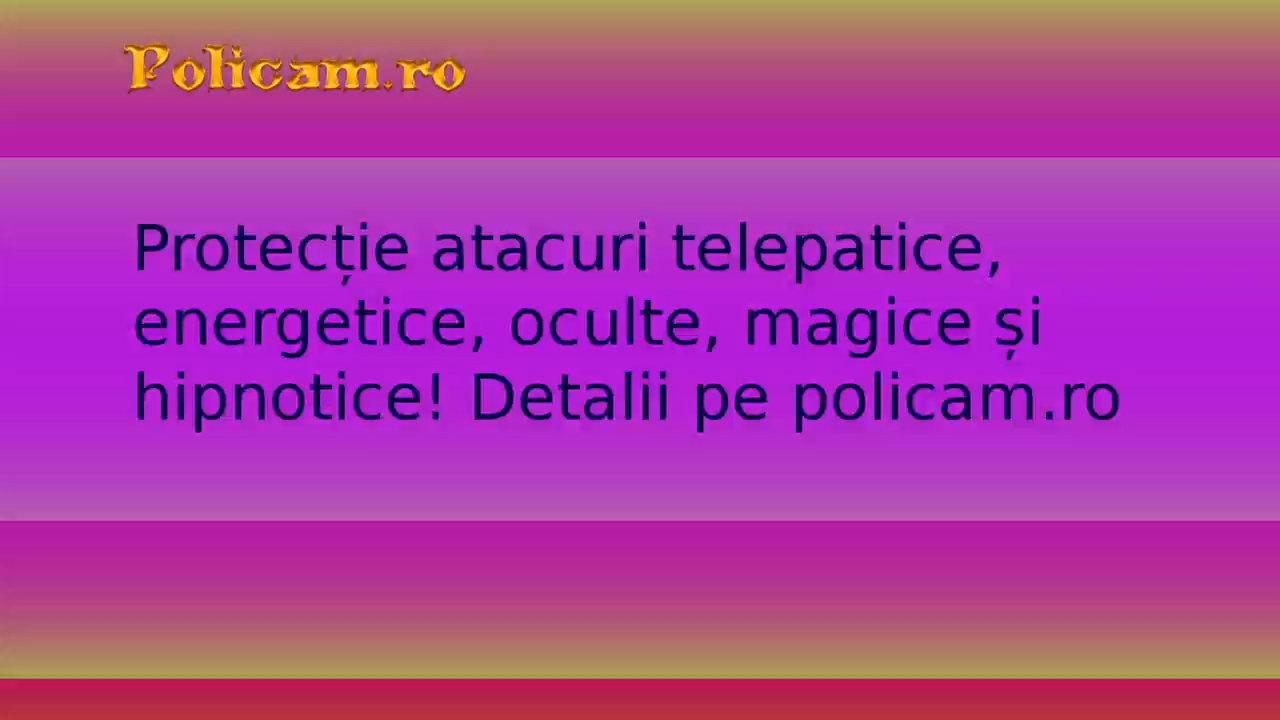 Policam.ro
Protecție atacuri telepatice,
energetice, oculte, magice și
hipnotice! Detalii pe policam.ro